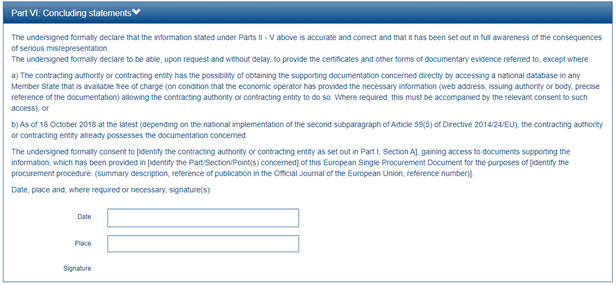 Part VI: Concluding statements
The undersigned formally declare that the information stated under Parts II - V above is accurate and correct and that it has been set out in full awareness of the consequences
of serious misrepresentation.
The undersigned formally declare to be able, upon request and without delay, to provide the certificates and other forms of documentary evidence referred to, except where:
a) The contracting authority or contracting entity has the possibility of obtaining the supporting documentation concerned directly by accessing a national database in any
Member State that is available free of charge (on condition that the economic operator has provided the necessary information (web address, issuing authority or body, precise
reference of the documentation) allowing the contracting authority or contracting entity to do so. Where required, this must be accompanied by the relevant consent to such
access), or
b) As of 18 October 2018 at the latest (depending on the national implementation of the second subparagraph of Article 59(5) of Directive 2014/24/EU), the contracting authority
or contracting entity already possesses the documentation concerned.
The undersigned formally consent to [identify the contracting authority or contracting entity as set out in Part I, Section A], gaining access to documents supporting the
information, which has been provided in [identify the Part/Section/Point(s) concerned] of this European Single Procurement Document for the purposes of [identify the
procurement procedure: (summary description, reference of publication in the Official Journal of the European Union, reference number)].
Date, place and, where required or necessary, signature(s):
Date
Place
Signature